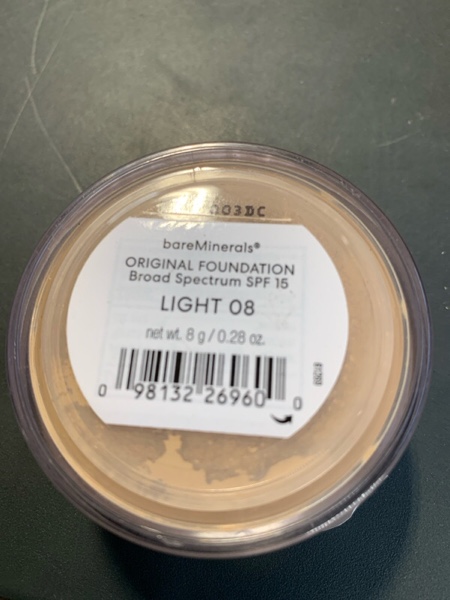 003DC
bareMinerals®
ORIGINAL FOUNDATION
Broad Spectrum SPF 15
LIGHT 08
net wt. 8 g / 0.28 oz.
0 98132 26960 0